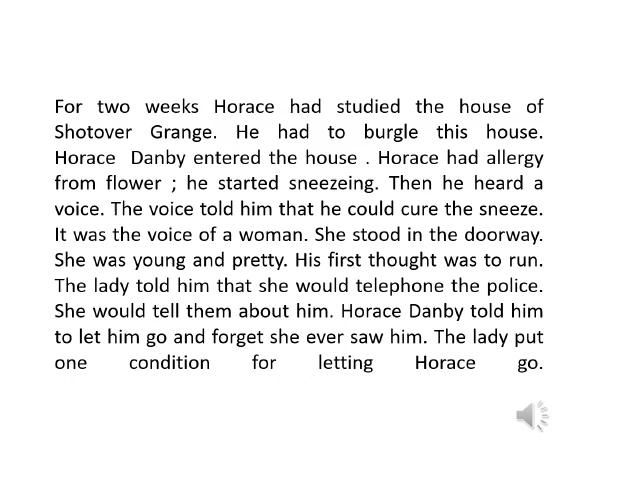 For two weeks Horace had studied the house of
Shotover Grange. He had to burgle this house.
Horace Danby entered the house . Horace had allergy
from flower ; he started sneezeing. Then he heard a
voice. The voice told him that he could cure the sneeze.
It was the voice of a woman. She stood in the doorway.
She was young and pretty. His first thought was to run.
The lady told him that she would telephone the police.
She would tell them about him. Horace Danby told him
to let him go and forget she ever saw him. The lady put
one condition for letting Horace go.